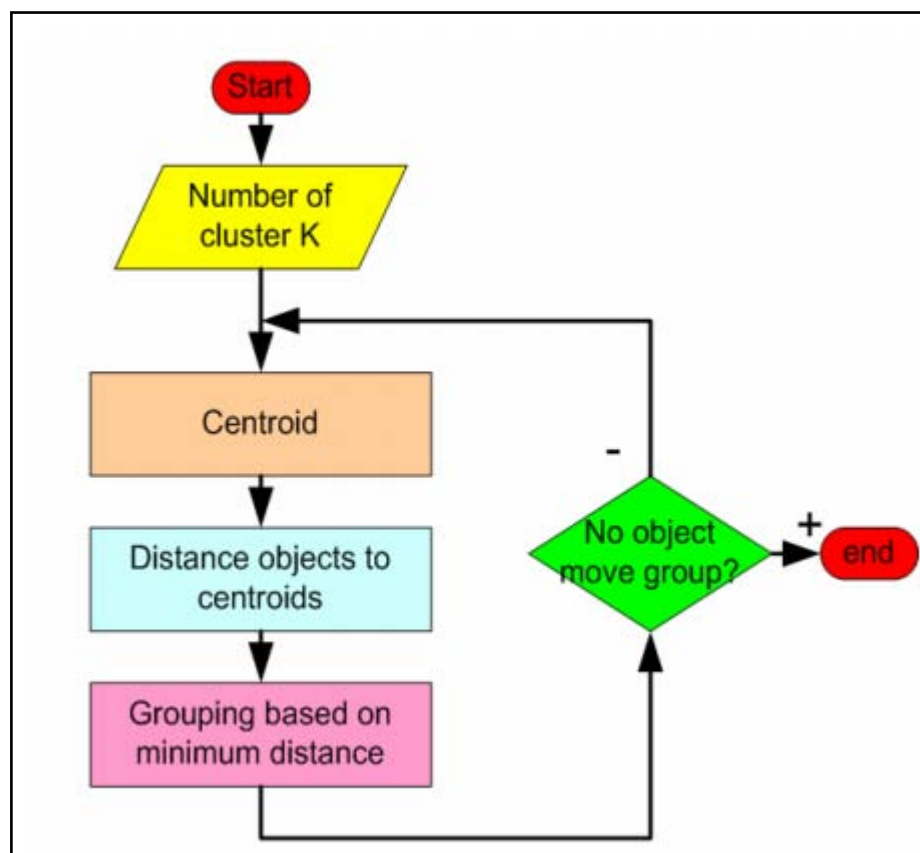 Start
Number of
cluster K
Centroid
Distance objects to
centroids
Grouping based on
minimum distance
-
No object
move group?
+
end